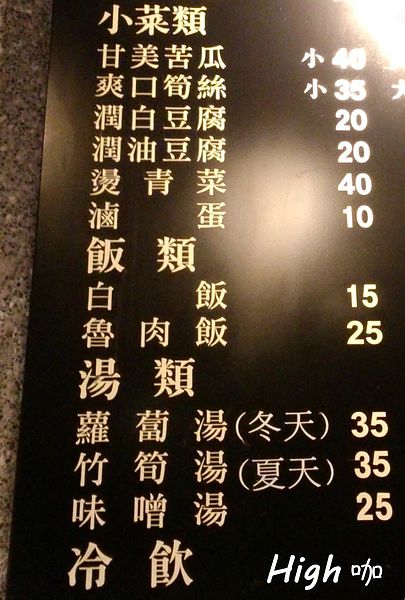 小菜類
甘美苦瓜 小 40
爽口筍絲 小 35 大
潤白豆腐 20
潤油豆腐 20
燙青菜 40
滷蛋 10
飯類
白飯 15
魯肉飯 25
湯類
蘿蔔湯(冬天) 35
竹筍湯(夏天) 35
味噌湯 25
冷飲
High 咖